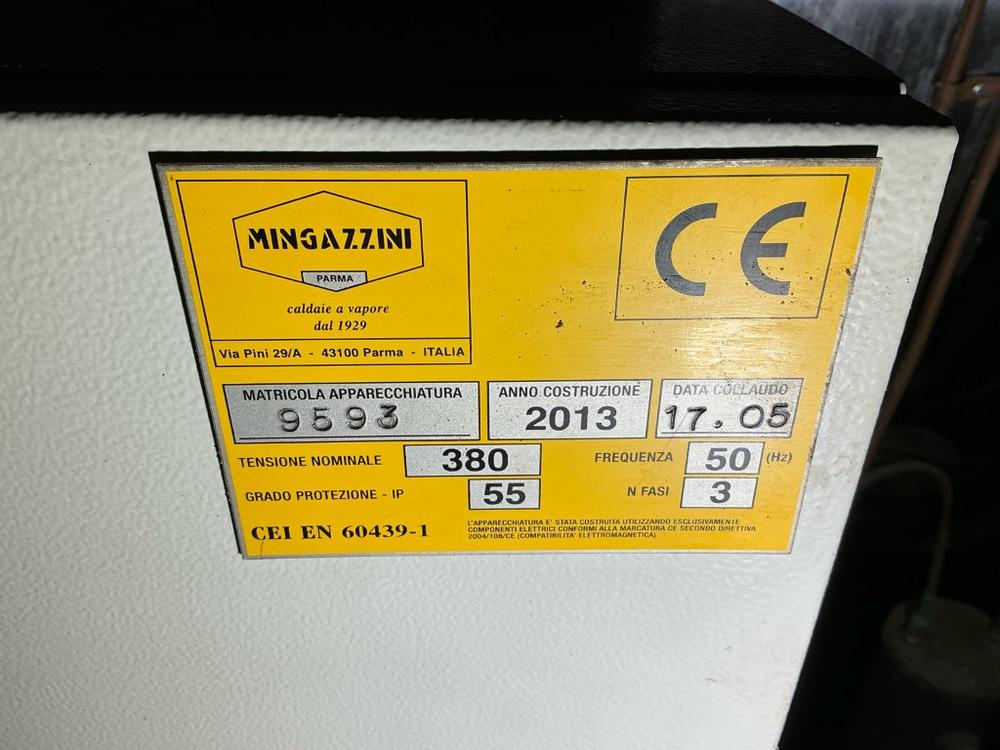 MINGAZZINI
PARMA
caldaie a vapore
dal 1929
Via Pini 29/A - 43100 Parma - ITALIA
CE
MATRICOLA APPARECCHIATURA
9593
ANNO COSTRUZIONE
2013
DATA COLLAUDO
17.05
TENSIONE NOMINALE 380
FREQUENZA 50 (Hz)
GRADO PROTEZIONE - IP 55
N FASI 3
CEI EN 60439-1
L'APPARECCHIATURA E' STATA COSTRUITA UTILIZZANDO ESCLUSIVAMENTE
COMPONENTI ELETTRICI CONFORMI ALLA MARCATURA CE SECONDO DIRETTIVA
2004/108/CE (COMPATIBILITA' ELETTROMAGNETICA)